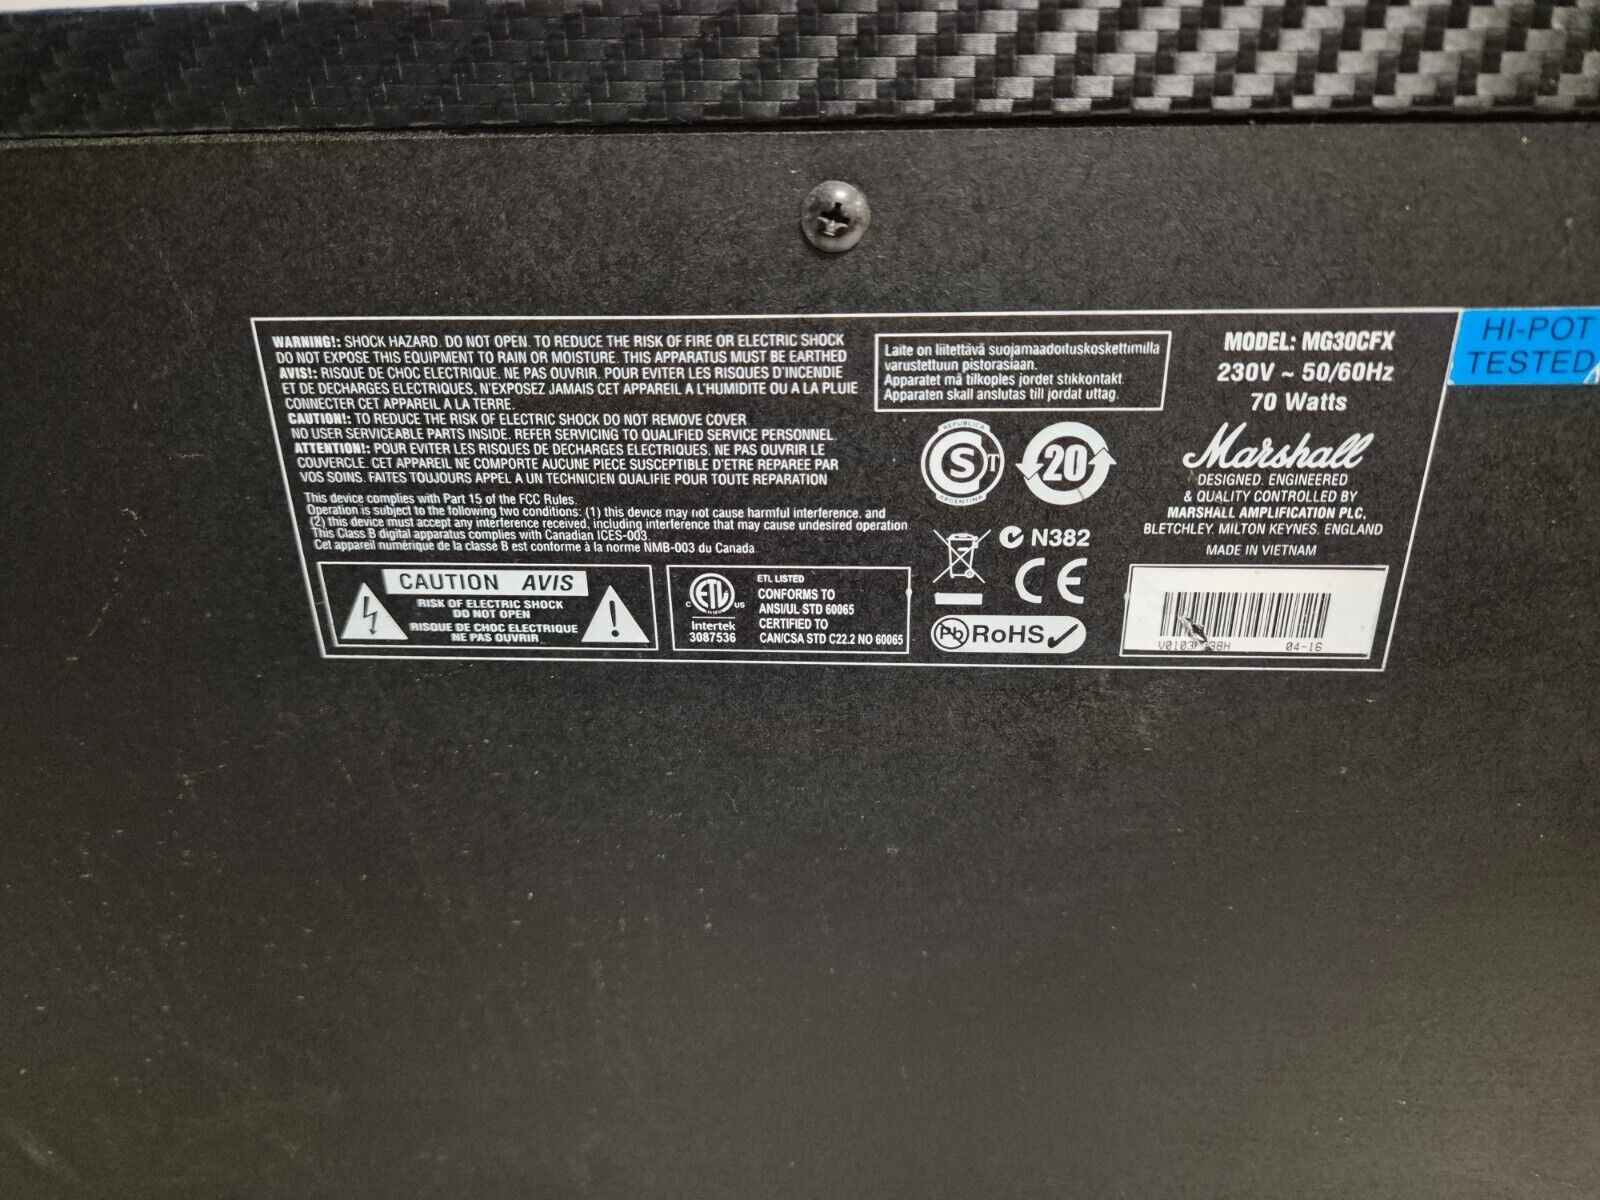 WARNING!: SHOCK HAZARD. DO NOT OPEN. TO REDUCE THE RISK OF FIRE OR ELECTRIC SHOCK
DO NOT EXPOSE THIS EQUIPMENT TO RAIN OR MOISTURE. THIS APPARATUS MUST BE EARTHED
AVIS!: RISQUE DE CHOC ELECTRIQUE. NE PAS OUVRIR. POUR EVITER LES RISQUES D'INCENDIE
ET DE DECHARGES ELECTRIQUES. N'EXPOSEZ JAMAIS CET APPAREIL A L'HUMIDITE OU A LA PLUIE
CONNECTER CET APPAREIL A LA TERRE.
CAUTION!: TO REDUCE THE RISK OF ELECTRIC SHOCK DO NOT REMOVE COVER
NO USER SERVICEABLE PARTS INSIDE. REFER SERVICING TO QUALIFIED SERVICE PERSONNEL
ATTENTION!: POUR EVITER LES RISQUES DE DECHARGES ELECTRIQUES. NE PAS OUVRIR LE
COUVERCLE. CET APPAREIL NE COMPORTE AUCUNE PIECE SUSCEPTIBLE D'ETRE REPAREE PAR
VOS SOINS. FAITES TOUJOURS APPEL A UN TECHNICIEN QUALIFIE POUR TOUTE REPARATION
This device complies with Part 15 of the FCC Rules.
Operation is subject to the following two conditions: (1) this device may not cause harmful interference. and
(2) this device must accept any interference received, including interference that may cause undesired operation
This Class B digital apparatus complies with Canadian ICES-003.
Cet appareil numérique de la classe B est conforme à la norme NMB-003 du Canada
CAUTION AVIS
RISK OF ELECTRIC SHOCK
DO NOT OPEN
RISQUE DE CHOC ELECTRIQUE
NE PAS OUVRIR
!
C ETL US
Intertek
3087536
ETL LISTED
CONFORMS TO
ANSI/UL STD 60065
CERTIFIED TO
CAN/CSA STD C22.2 NO 60065
Laite on liitettävä suojamaadoituskoskettimilla
varustettuun pistorasiaan.
Apparatet må tilkoples jordet stikkontakt.
Apparaten skall anslutas till jordat uttag.
REPUBLICA
S T
ARGENTINA
20
N382
CE
Pb RoHS
MODEL: MG30CFX
230V ~ 50/60Hz
70 Watts
Marshall
DESIGNED. ENGINEERED
& QUALITY CONTROLLED BY
MARSHALL AMPLIFICATION PLC,
BLETCHLEY. MILTON KEYNES. ENGLAND
MADE IN VIETNAM
04-16
HI-POT
TESTED